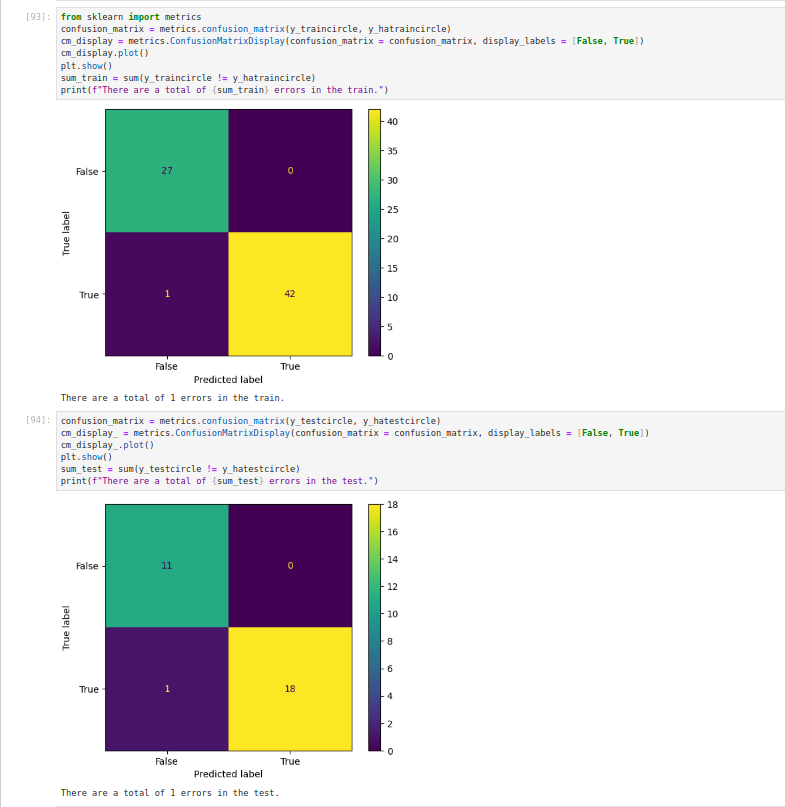 [93]: from sklearn import metrics
confusion_matrix = metrics.confusion_matrix(y_traincircle, y_hatraincircle)
cm_display = metrics.ConfusionMatrixDisplay(confusion_matrix = confusion_matrix, display_labels = [False, True])
cm_display.plot()
plt.show()
sum_train = sum(y_traincircle != y_hatraincircle)
print(f"There are a total of {sum_train} errors in the train.")
40
35
30
25
20
15
10
5
0
False
True
True label
27
0
1
42
False
True
Predicted label
There are a total of 1 errors in the train.
[94]: confusion_matrix = metrics.confusion_matrix(y_testcircle, y_hatestcircle)
cm_display_ = metrics.ConfusionMatrixDisplay(confusion_matrix = confusion_matrix, display_labels = [False, True])
cm_display_.plot()
plt.show()
sum_test = sum(y_testcircle != y_hatestcircle)
print(f"There are a total of {sum_test} errors in the test.")
18
16
14
12
10
8
6
4
2
0
False
True
True label
11
0
1
18
False
True
Predicted label
There are a total of 1 errors in the test.